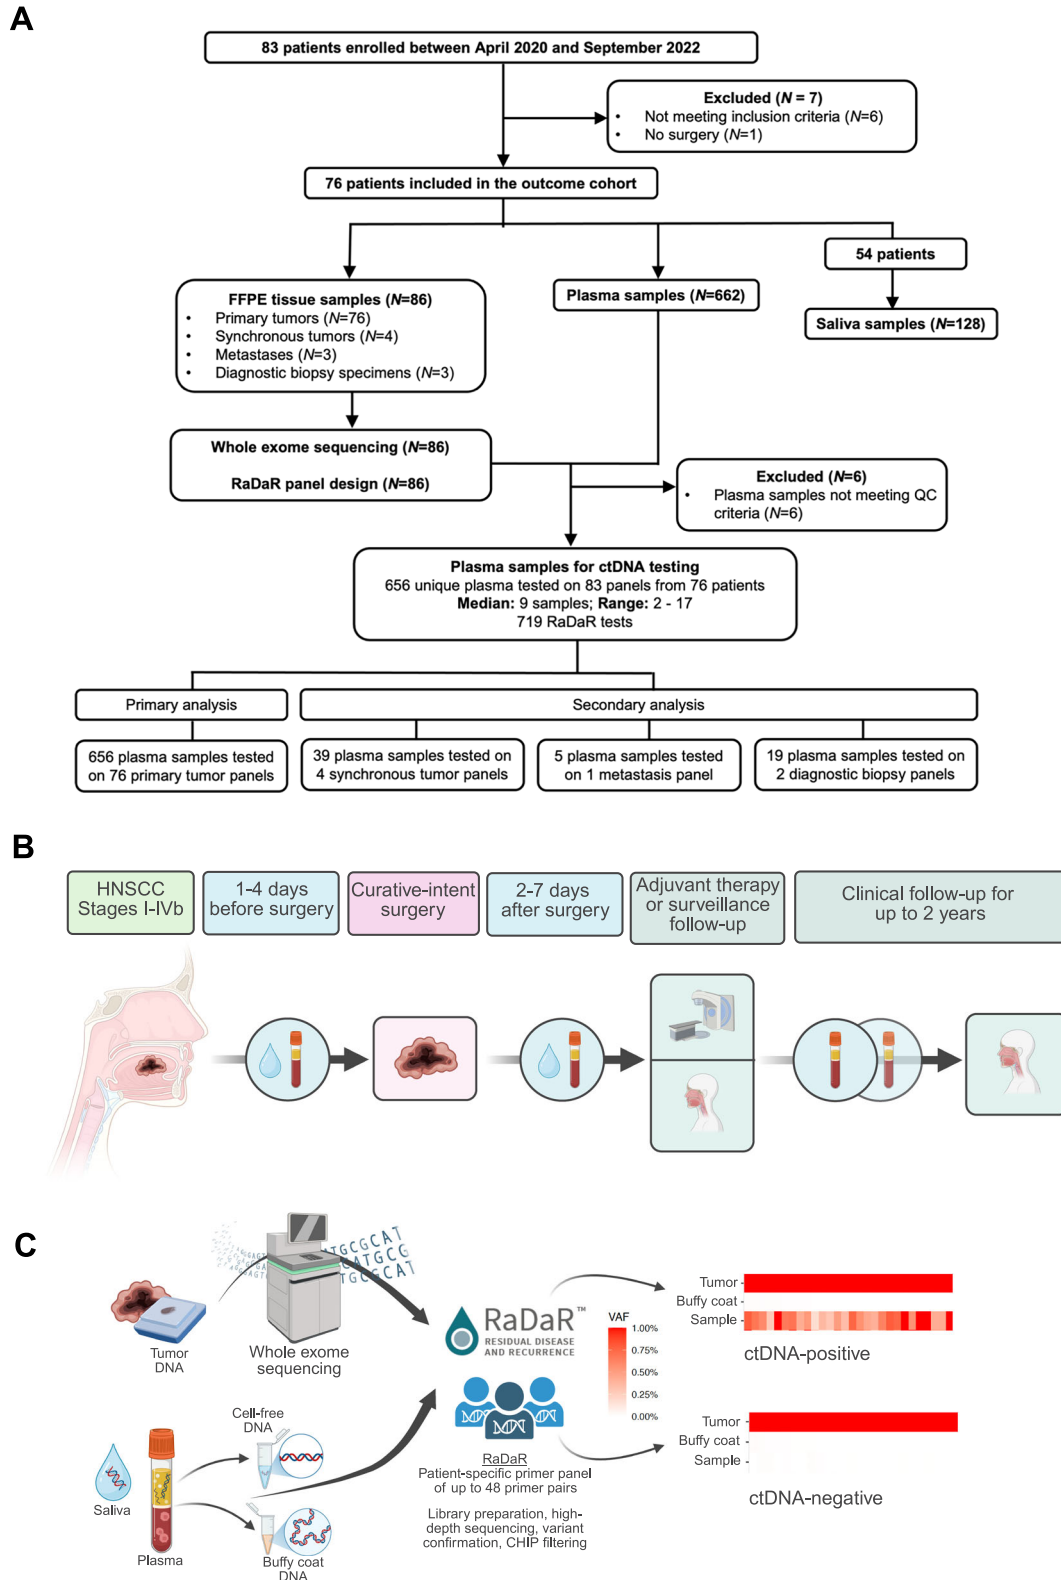 A
83 patients enrolled between April 2020 and September 2022
Excluded (N = 7)
• Not meeting inclusion criteria (N=6)
• No surgery (N=1)
76 patients included in the outcome cohort
54 patients
FFPE tissue samples (N=86)
• Primary tumors (N=76)
• Synchronous tumors (N=4)
• Metastases (N=3)
• Diagnostic biopsy specimens (N=3)
Plasma samples (N=662)
Saliva samples (N=128)
Whole exome sequencing (N=86)
RaDaR panel design (N=86)
Excluded (N=6)
• Plasma samples not meeting QC
criteria (N=6)
Plasma samples for ctDNA testing
656 unique plasma tested on 83 panels from 76 patients
Median: 9 samples; Range: 2 - 17
719 RaDaR tests
Primary analysis
Secondary analysis
656 plasma samples tested
on 76 primary tumor panels
39 plasma samples tested on
4 synchronous tumor panels
5 plasma samples tested
on 1 metastasis panel
19 plasma samples tested on
2 diagnostic biopsy panels
B
HNSCC
Stages I-IVb
1-4 days
before surgery
Curative-intent
surgery
2-7 days
after surgery
Adjuvant therapy
or surveillance
follow-up
Clinical follow-up for
up to 2 years
C
Tumor
DNA
Whole exome
sequencing
Saliva
Plasma
Cell-free
DNA
Buffy coat
DNA
RaDaR™
RESIDUAL DISEASE
AND RECURRENCE
RaDaR
Patient-specific primer panel
of up to 48 primer pairs
Library preparation, high-
depth sequencing, variant
confirmation, CHIP filtering
VAF
1.00%
0.75%
0.50%
0.25%
0.00%
Tumor
Buffy coat
Sample
ctDNA-positive
Tumor
Buffy coat
Sample
ctDNA-negative